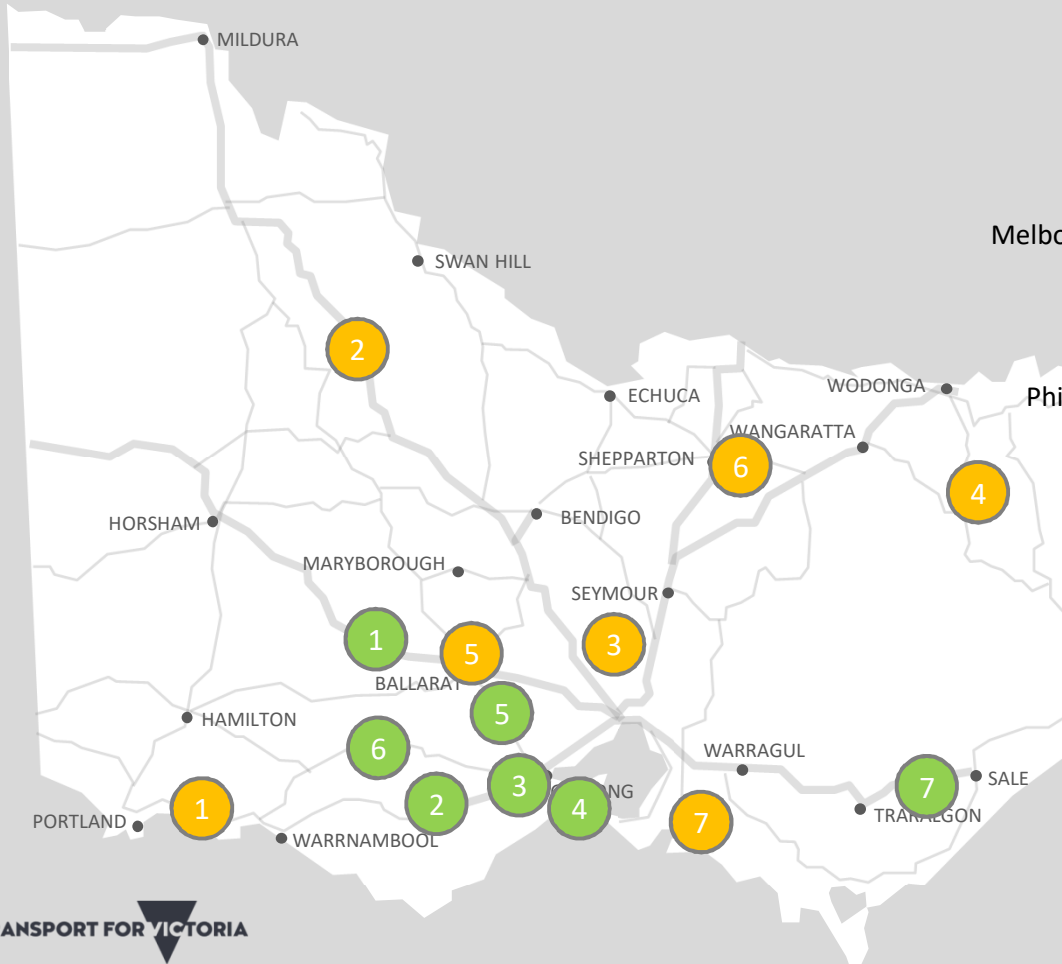 MILDURA
Melbo
SWAN HILL
2
WODONGA
Phi
ECHUCA
WANGARATTA
SHEPPARTON
6
4
BENDIGO
HORSHAM
MARYBOROUGH
SEYMOUR
1
5
3
BALLARAT
5
HAMILTON
6
WARRAGUL
SALE
3
7
2
ONG
4
1
TRARALGON
PORTLAND
7
WARRNAMBOOL
ANSPORT FOR VICTORIA